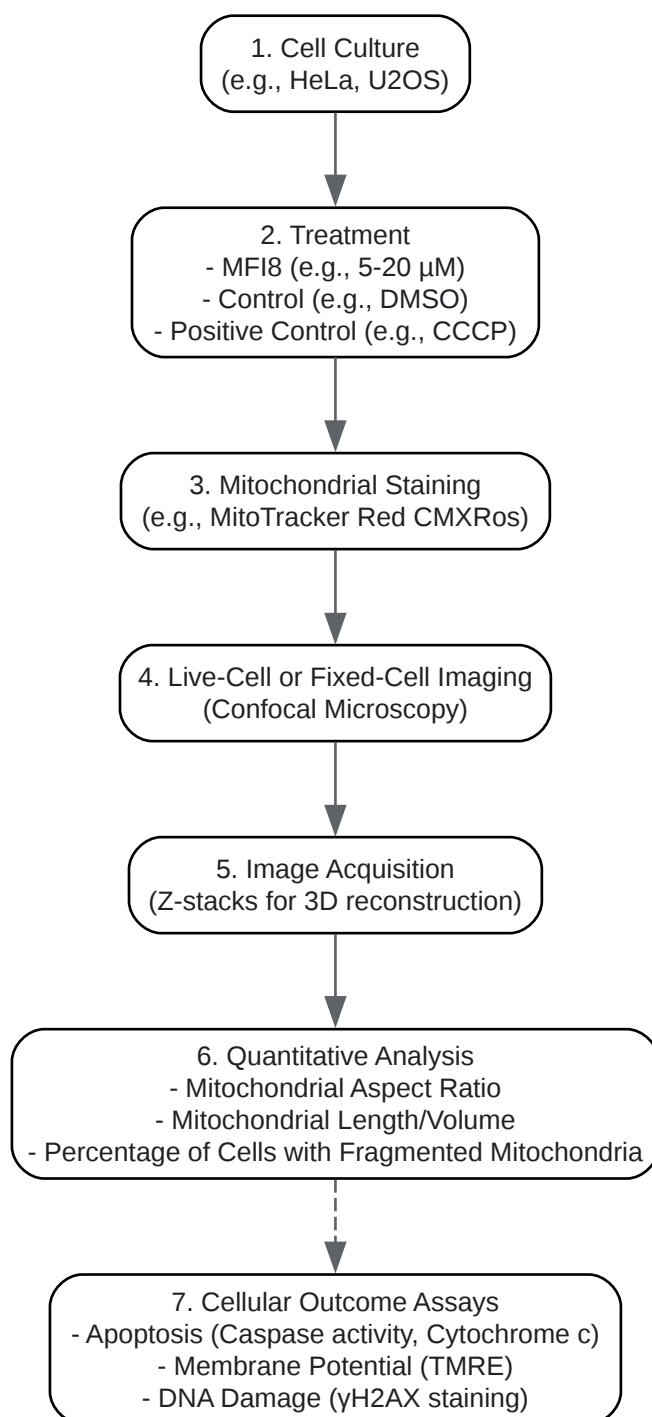 1. Cell Culture
(e.g., HeLa, U2OS)
2. Treatment
- MFI8 (e.g., 5-20 µM)
- Control (e.g., DMSO)
- Positive Control (e.g., CCCP)
3. Mitochondrial Staining
(e.g., MitoTracker Red CMXRos)
4. Live-Cell or Fixed-Cell Imaging
(Confocal Microscopy)
5. Image Acquisition
(Z-stacks for 3D reconstruction)
6. Quantitative Analysis
- Mitochondrial Aspect Ratio
- Mitochondrial Length/Volume
- Percentage of Cells with Fragmented Mitochondria
7. Cellular Outcome Assays
- Apoptosis (Caspase activity, Cytochrome c)
- Membrane Potential (TMRE)
- DNA Damage (γH2AX staining)